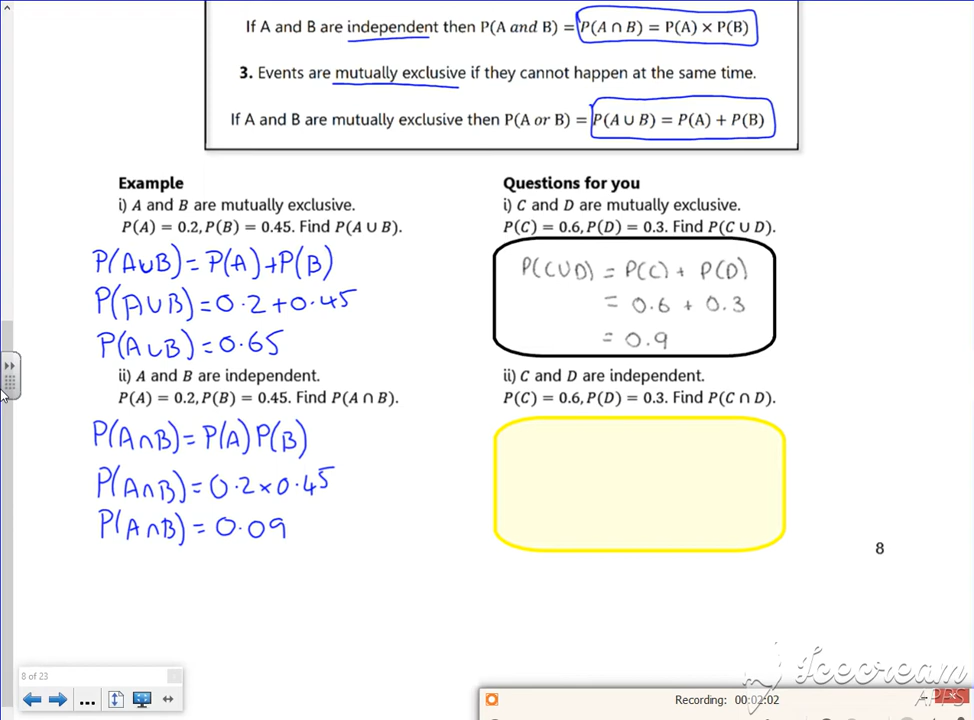 If A and B are independent then P(A and B) = P(A ∩ B) = P(A) × P(B)
3. Events are mutually exclusive if they cannot happen at the same time.
If A and B are mutually exclusive then P(A or B) = P(A ∪ B) = P(A) + P(B)
Example
i) A and B are mutually exclusive.
P(A) = 0.2, P(B) = 0.45. Find P(A ∪ B).
P(A∪B) = P(A)+P(B)
P(A∪B) = 0.2 + 0.45
P(A∪B) = 0.65
ii) A and B are independent.
P(A) = 0.2, P(B) = 0.45. Find P(A ∩ B).
P(A∩B) = P(A) P(B)
P(A∩B) = 0.2 × 0.45
P(A∩B) = 0.09
Questions for you
i) C and D are mutually exclusive.
P(C) = 0.6, P(D) = 0.3. Find P(C ∪ D).
P(C∪D) = P(C) + P(D)
= 0.6 + 0.3
= 0.9
ii) C and D are independent.
P(C) = 0.6, P(D) = 0.3. Find P(C ∩ D).
8
8 of 23
Icecream
APPS
Recording: 00:02:02